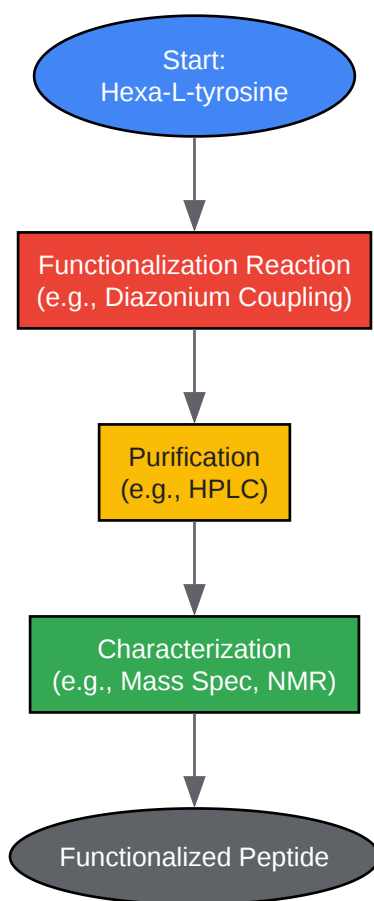 Start:
Hexa-L-tyrosine
Functionalization Reaction
(e.g., Diazonium Coupling)
Purification
(e.g., HPLC)
Characterization
(e.g., Mass Spec, NMR)
Functionalized Peptide